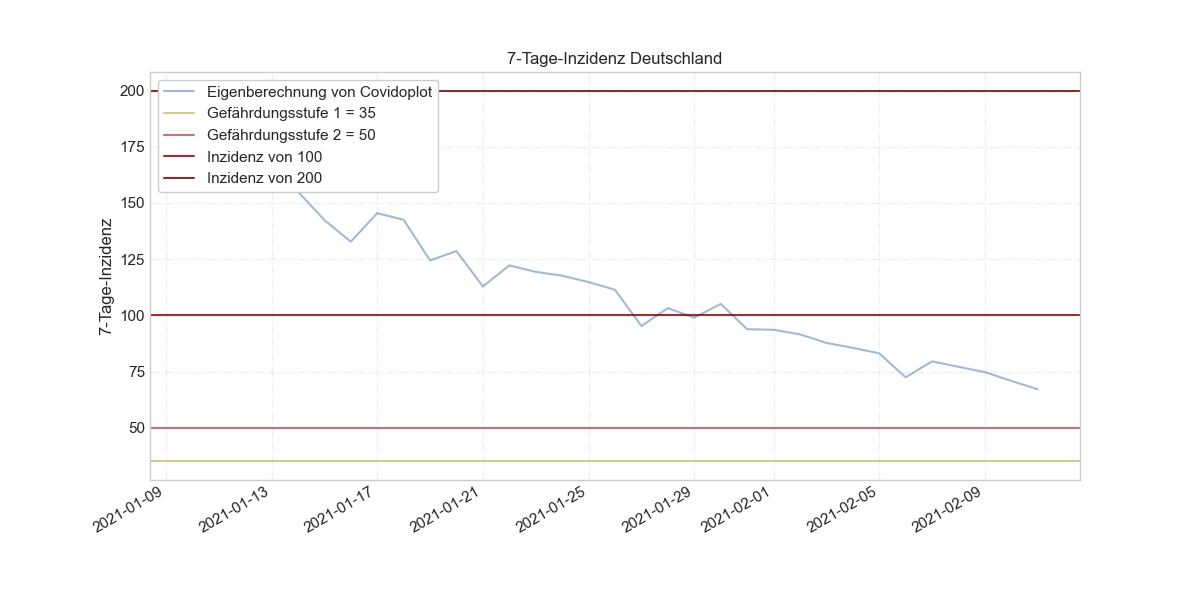 7-Tage-Inzidenz Deutschland
Eigenberechnung von Covidoplot
Gefährdungsstufe 1 = 35
Gefährdungsstufe 2 = 50
Inzidenz von 100
Inzidenz von 200
7-Tage-Inzidenz
200
175
150
125
100
75
50
2021-01-09
2021-01-13
2021-01-17
2021-01-21
2021-01-25
2021-01-29
2021-02-01
2021-02-05
2021-02-09